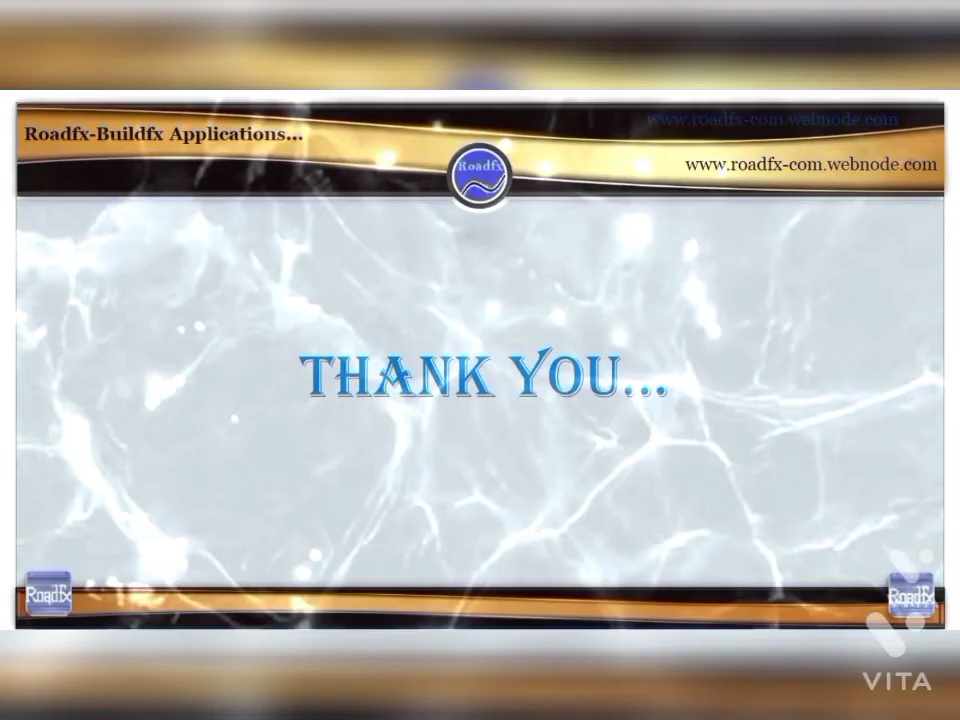 www.roadfx-com.webnode.com
Roadfx-Buildfx Applications...
Roadfx
www.roadfx-com.webnode.com
THANK YOU...
RoadFx
RoadFx
VITA